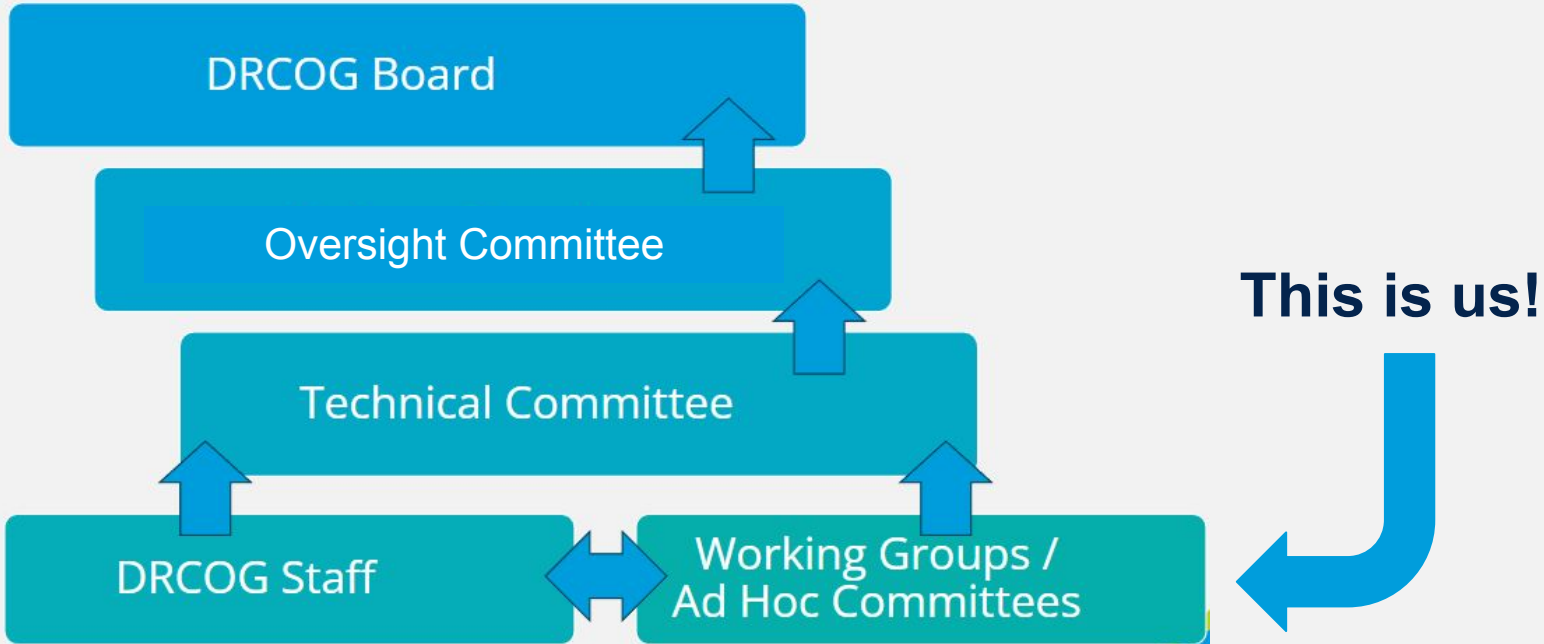 DRCOG Board
Oversight Committee
This is us!
Technical Committee
DRCOG Staff
Working Groups /
Ad Hoc Committees